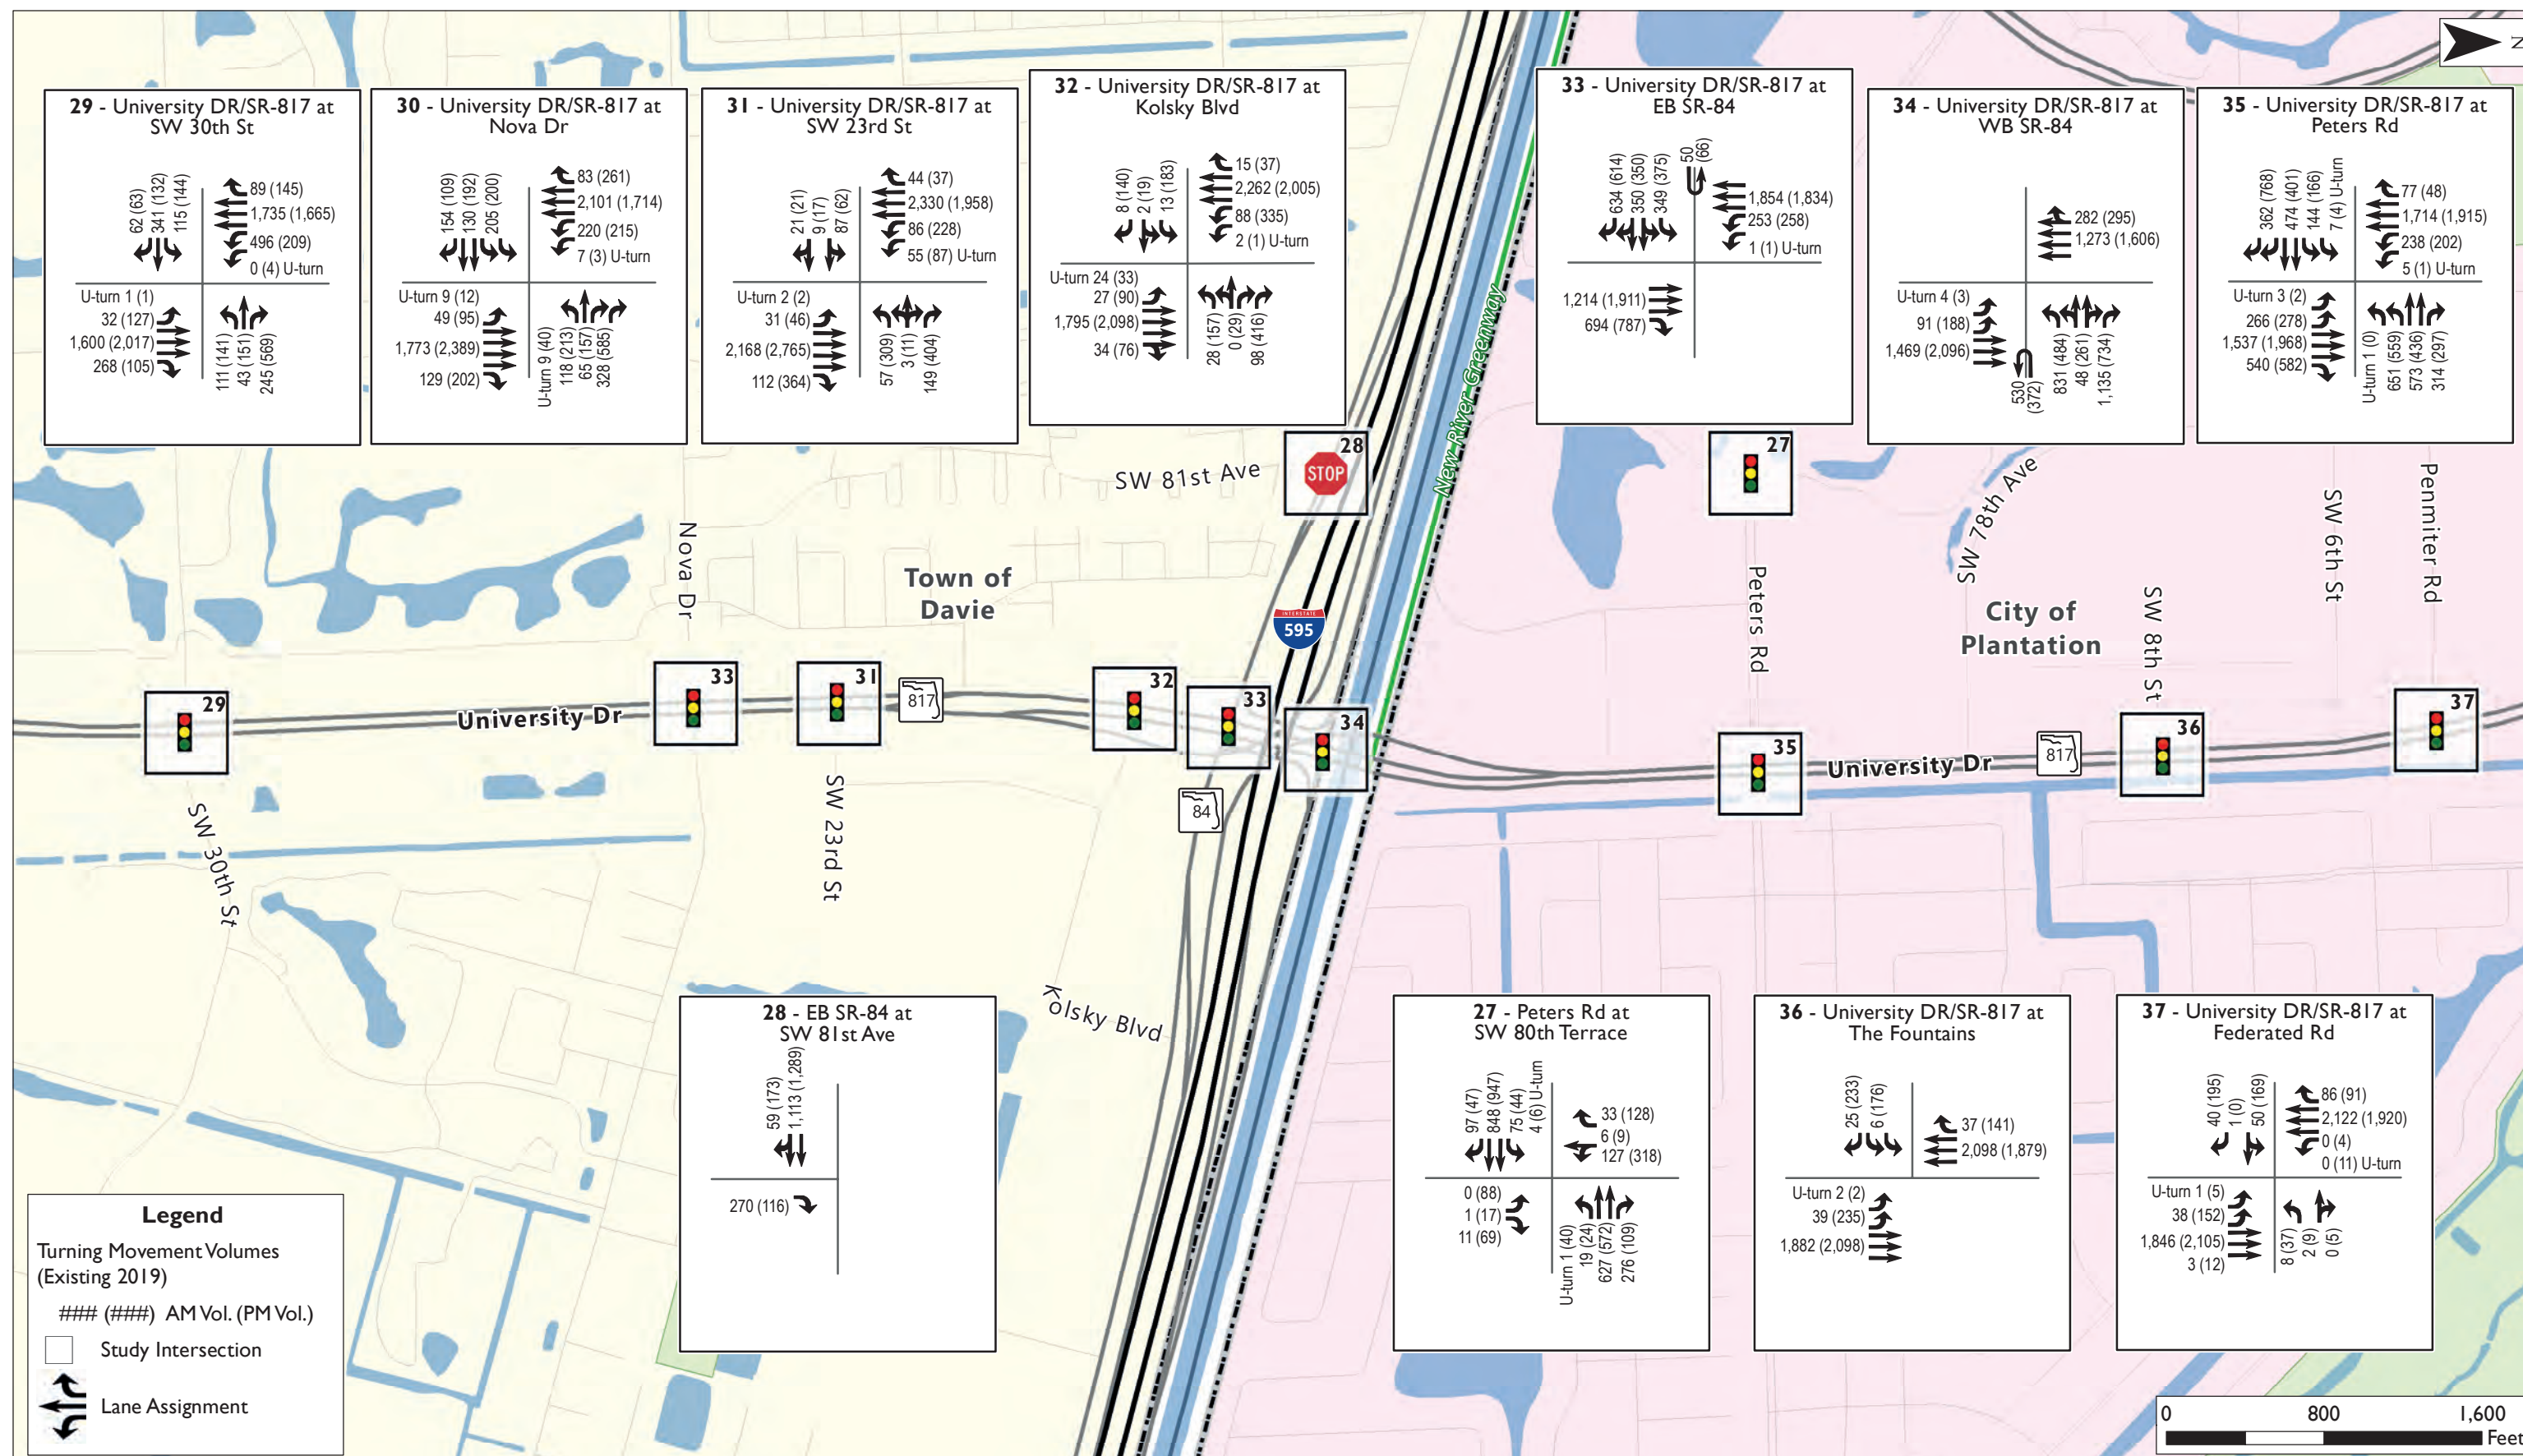 N
29 - University DR/SR-817 at
SW 30th St
62 (63)
341 (132)
115 (144)
89 (145)
1,735 (1,665)
496 (209)
0 (4) U-turn
U-turn 1 (1)
32 (127)
1,600 (2,017)
268 (105)
111 (141)
43 (151)
245 (569)
30 - University DR/SR-817 at
Nova Dr
154 (109)
130 (192)
205 (200)
83 (261)
2,101 (1,714)
220 (215)
7 (3) U-turn
U-turn 9 (12)
49 (95)
1,773 (2,389)
129 (202)
U-turn 9 (40)
118 (213)
65 (157)
328 (585)
31 - University DR/SR-817 at
SW 23rd St
21 (21)
9 (17)
87 (62)
44 (37)
2,330 (1,958)
86 (228)
55 (87) U-turn
U-turn 2 (2)
31 (46)
2,168 (2,765)
112 (364)
57 (309)
3 (11)
149 (404)
32 - University DR/SR-817 at
Kolsky Blvd
8 (140)
2 (19)
13 (183)
15 (37)
2,262 (2,005)
88 (335)
2 (1) U-turn
U-turn 24 (33)
27 (90)
1,795 (2,098)
34 (76)
28 (157)
0 (29)
98 (416)
33 - University DR/SR-817 at
EB SR-84
634 (614)
350 (350)
349 (375)
50
(66)
1,854 (1,834)
253 (258)
1 (1) U-turn
1,214 (1,911)
694 (787)
34 - University DR/SR-817 at
WB SR-84
282 (295)
1,273 (1,606)
U-turn 4 (3)
91 (188)
1,469 (2,096)
530
(372)
831 (484)
48 (261)
1,135 (734)
35 - University DR/SR-817 at
Peters Rd
362 (768)
474 (401)
144 (166)
7 (4) U-turn
77 (48)
1,714 (1,915)
238 (202)
5 (1) U-turn
U-turn 3 (2)
266 (278)
1,537 (1,968)
540 (582)
U-turn 1 (0)
651 (559)
573 (436)
314 (297)
New River Greenway
28
STOP
27
SW 81st Ave
SW 78th Ave
SW 6th St
Penmiter Rd
Nova Dr
Town of
Davie
INTERSTATE
595
Peters Rd
City of
Plantation
SW 8th St
29
33
31
32
33
34
35
36
37
University Dr
817
University Dr
817
84
SW 30th St
SW 23rd St
Kolsky Blvd
28 - EB SR-84 at
SW 81st Ave
59 (173)
1,113 (1,289)
270 (116)
27 - Peters Rd at
SW 80th Terrace
97 (47)
848 (947)
75 (44)
4 (6) U-turn
33 (128)
6 (9)
127 (318)
0 (88)
1 (17)
11 (69)
U-turn 1 (40)
19 (24)
627 (572)
276 (109)
36 - University DR/SR-817 at
The Fountains
25 (233)
6 (176)
37 (141)
2,098 (1,879)
U-turn 2 (2)
39 (235)
1,882 (2,098)
37 - University DR/SR-817 at
Federated Rd
40 (195)
1 (0)
50 (169)
86 (91)
2,122 (1,920)
0 (4)
0 (11) U-turn
U-turn 1 (5)
38 (152)
1,846 (2,105)
3 (12)
8 (37)
2 (9)
0 (5)
Legend
Turning Movement Volumes
(Existing 2019)
### (###) AM Vol. (PM Vol.)
Study Intersection
Lane Assignment
0 800 1,600
Feet